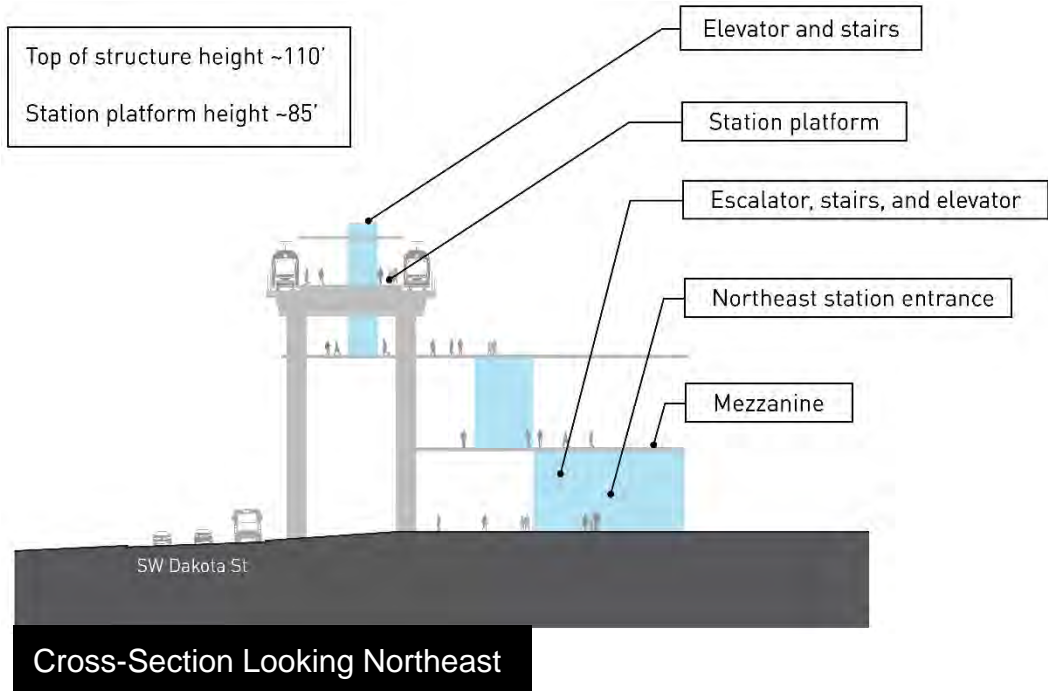 Top of structure height ~110'
Station platform height ~85'
Elevator and stairs
Station platform
Escalator, stairs, and elevator
Northeast station entrance
Mezzanine
SW Dakota St
Cross-Section Looking Northeast